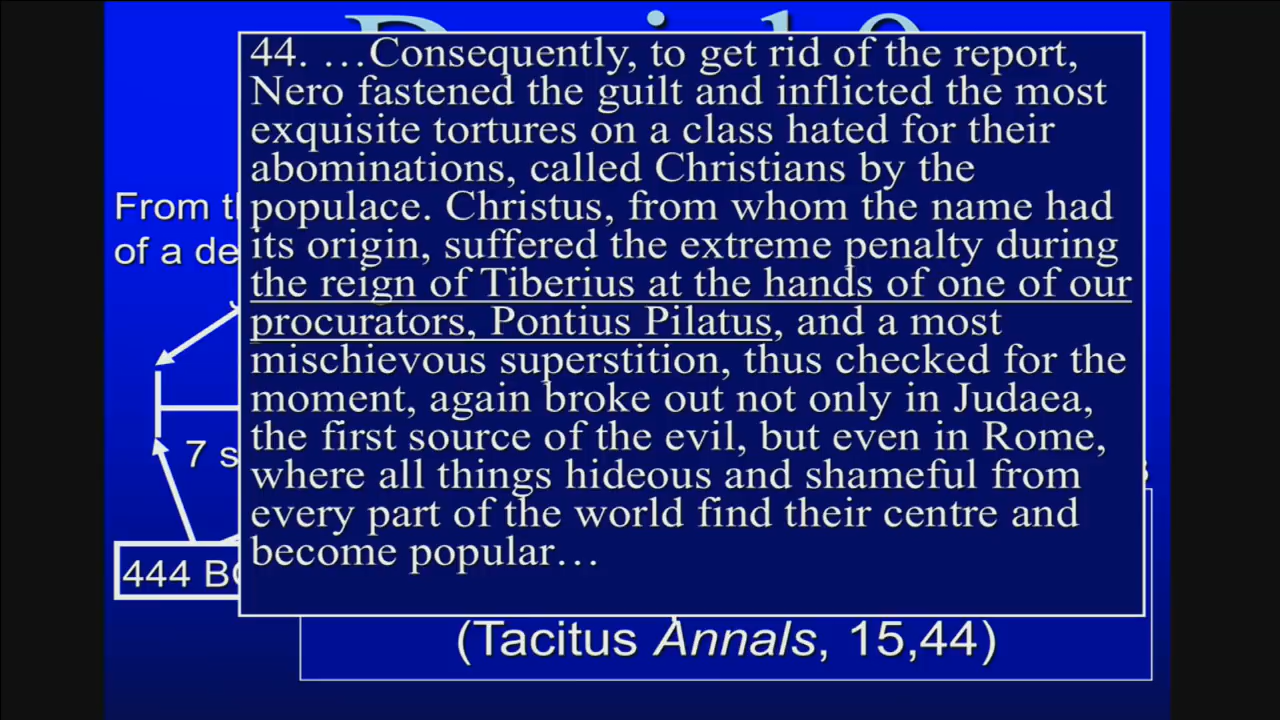 44. …Consequently, to get rid of the report,
Nero fastened the guilt and inflicted the most
exquisite tortures on a class hated for their
abominations, called Christians by the
populace. Christus, from whom the name had
its origin, suffered the extreme penalty during
the reign of Tiberius at the hands of one of our
procurators, Pontius Pilatus, and a most
mischievous superstition, thus checked for the
moment, again broke out not only in Judaea,
the first source of the evil, but even in Rome,
where all things hideous and shameful from
every part of the world find their centre and
become popular…
From
of a
7
444
(Tacitus Annals, 15,44)